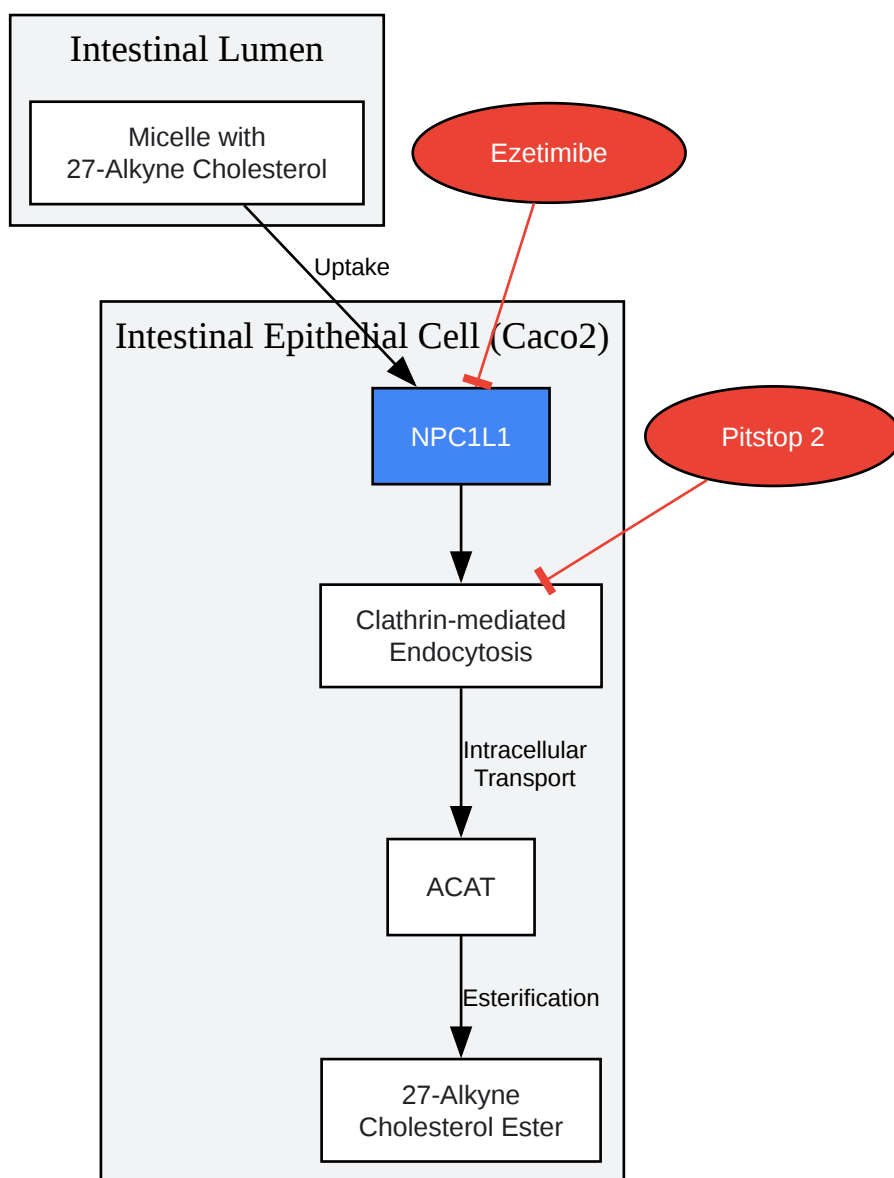 Intestinal Lumen
Micelle with
27-Alkyne Cholesterol
Ezetimibe
Uptake
Intestinal Epithelial Cell (Caco2)
NPC1L1
Pitstop 2
Clathrin-mediated
Endocytosis
Intracellular
Transport
ACAT
Esterification
27-Alkyne
Cholesterol Ester